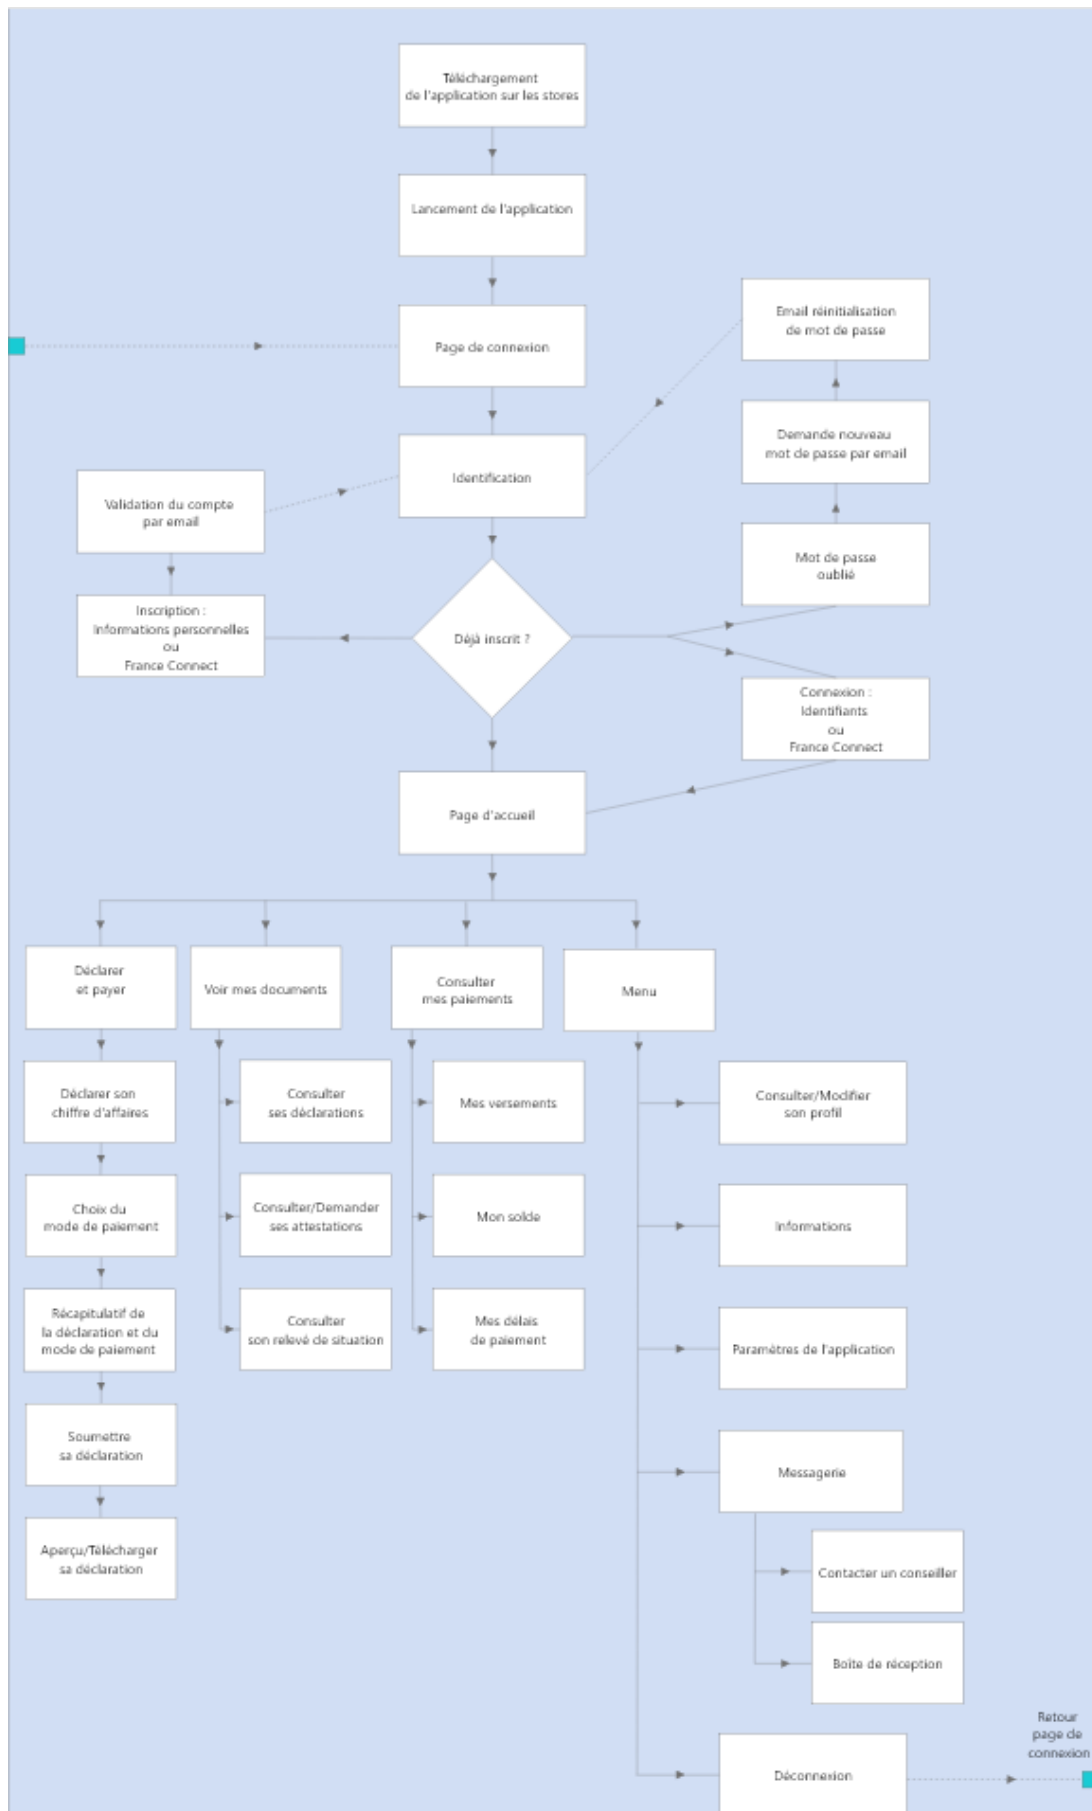 Téléchargement
de l'application sur les stores
Lancement de l'application
Page de connexion
Email réinitialisation
de mot de passe
Demande nouveau
mot de passe par email
Identification
Validation du compte
par email
Mot de passe
oublié
Inscription :
Informations personnelles
ou
France Connect
Déjà inscrit ?
Connexion :
Identifiants
ou
France Connect
Page d'accueil
Déclarer
et payer
Voir mes documents
Consulter
mes paiements
Menu
Déclarer son
chiffre d'affaires
Consulter
ses déclarations
Mes versements
Consulter/Modifier
son profil
Choix du
mode de paiement
Consulter/Demander
ses attestations
Mon solde
Informations
Récapitulatif de
la déclaration et du
mode de paiement
Consulter
son relevé de situation
Mes délais
de paiement
Paramètres de l'application
Soumettre
sa déclaration
Messagerie
Aperçu/Télécharger
sa déclaration
Contacter un conseiller
Boîte de réception
Retour
page de
connexion
Déconnexion